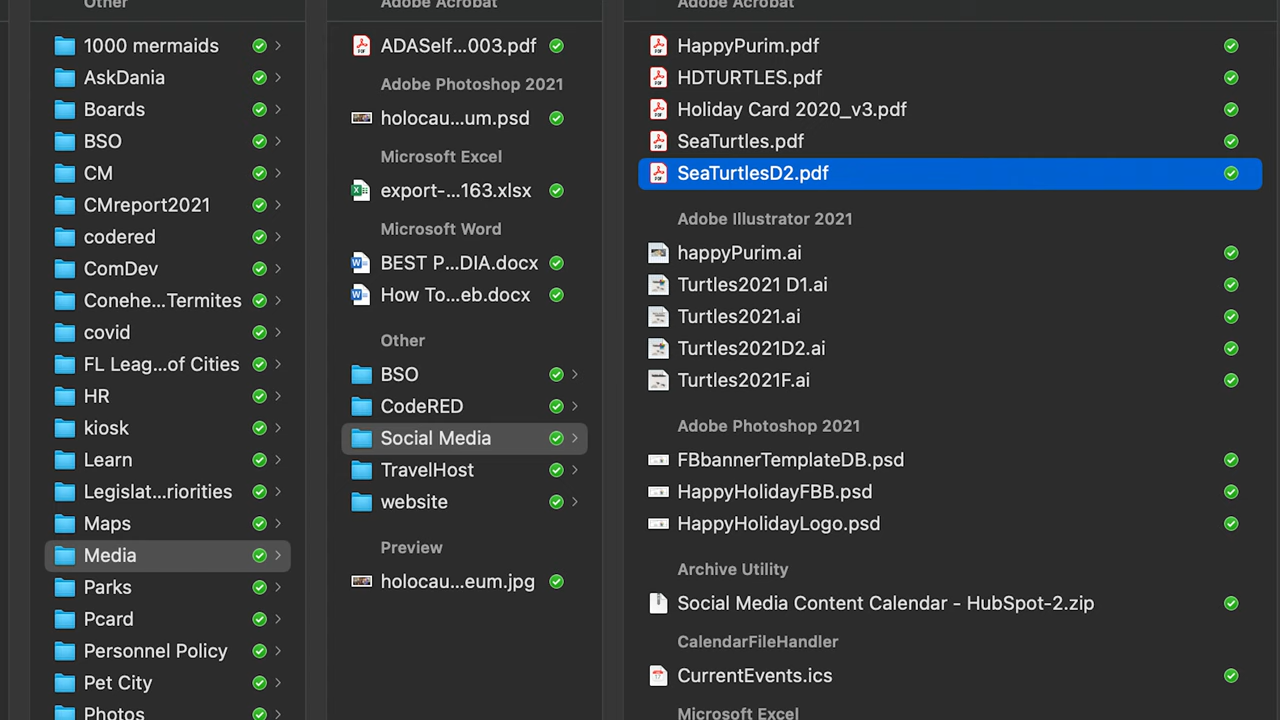 Other
1000 mermaids
AskDania
Boards
BSO
CM
CMreport2021
codered
ComDev
Conehe...Termites
covid
FL Leag...of Cities
HR
kiosk
Learn
Legislat...riorities
Maps
Media
Parks
Pcard
Personnel Policy
Pet City
Photos
Adobe Acrobat
ADASelf...003.pdf
Adobe Photoshop 2021
holocau...um.psd
Microsoft Excel
export-...163.xlsx
Microsoft Word
BEST P...DIA.docx
How To...eb.docx
Other
BSO
CodeRED
Social Media
TravelHost
website
Preview
holocau...eum.jpg
Adobe Acrobat
HappyPurim.pdf
HDTURTLES.pdf
Holiday Card 2020_v3.pdf
SeaTurtles.pdf
SeaTurtlesD2.pdf
Adobe Illustrator 2021
happyPurim.ai
Turtles2021 D1.ai
Turtles2021.ai
Turtles2021D2.ai
Turtles2021F.ai
Adobe Photoshop 2021
FBbannerTemplateDB.psd
HappyHolidayFBB.psd
HappyHolidayLogo.psd
Archive Utility
Social Media Content Calendar - HubSpot-2.zip
CalendarFileHandler
CurrentEvents.ics
Microsoft Excel